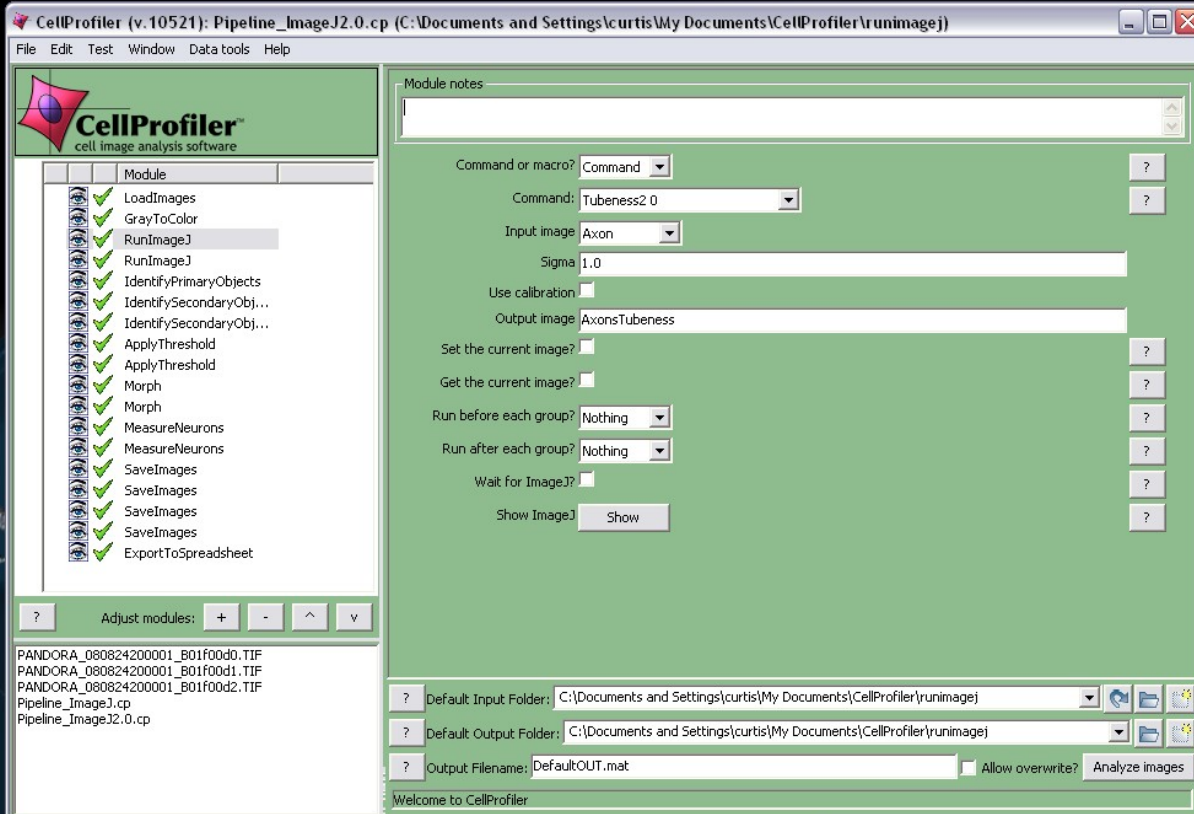 CellProfiler (v.10521): Pipeline_ImageJ2.0.cp (C:\Documents and Settings\curtis\My Documents\CellProfiler\runimagej)
File Edit Test Window Data tools Help
CellProfiler™
cell image analysis software
Module
LoadImages
GrayToColor
RunImageJ
RunImageJ
IdentifyPrimaryObjects
IdentifySecondaryObj...
IdentifySecondaryObj...
ApplyThreshold
ApplyThreshold
Morph
Morph
MeasureNeurons
MeasureNeurons
SaveImages
SaveImages
SaveImages
SaveImages
ExportToSpreadsheet
? Adjust modules: + - ^ v
PANDORA_080824200001_B01f00d0.TIF
PANDORA_080824200001_B01f00d1.TIF
PANDORA_080824200001_B01f00d2.TIF
Pipeline_ImageJ.cp
Pipeline_ImageJ2.0.cp
Module notes
Command or macro? Command ?
Command: Tubeness2 0 ?
Input image Axon
Sigma 1.0
Use calibration
Output image AxonsTubeness
Set the current image? ?
Get the current image? ?
Run before each group? Nothing ?
Run after each group? Nothing ?
Wait for ImageJ? ?
Show ImageJ Show ?
? Default Input Folder: C:\Documents and Settings\curtis\My Documents\CellProfiler\runimagej
? Default Output Folder: C:\Documents and Settings\curtis\My Documents\CellProfiler\runimagej
? Output Filename: DefaultOUT.mat Allow overwrite? Analyze images
Welcome to CellProfiler